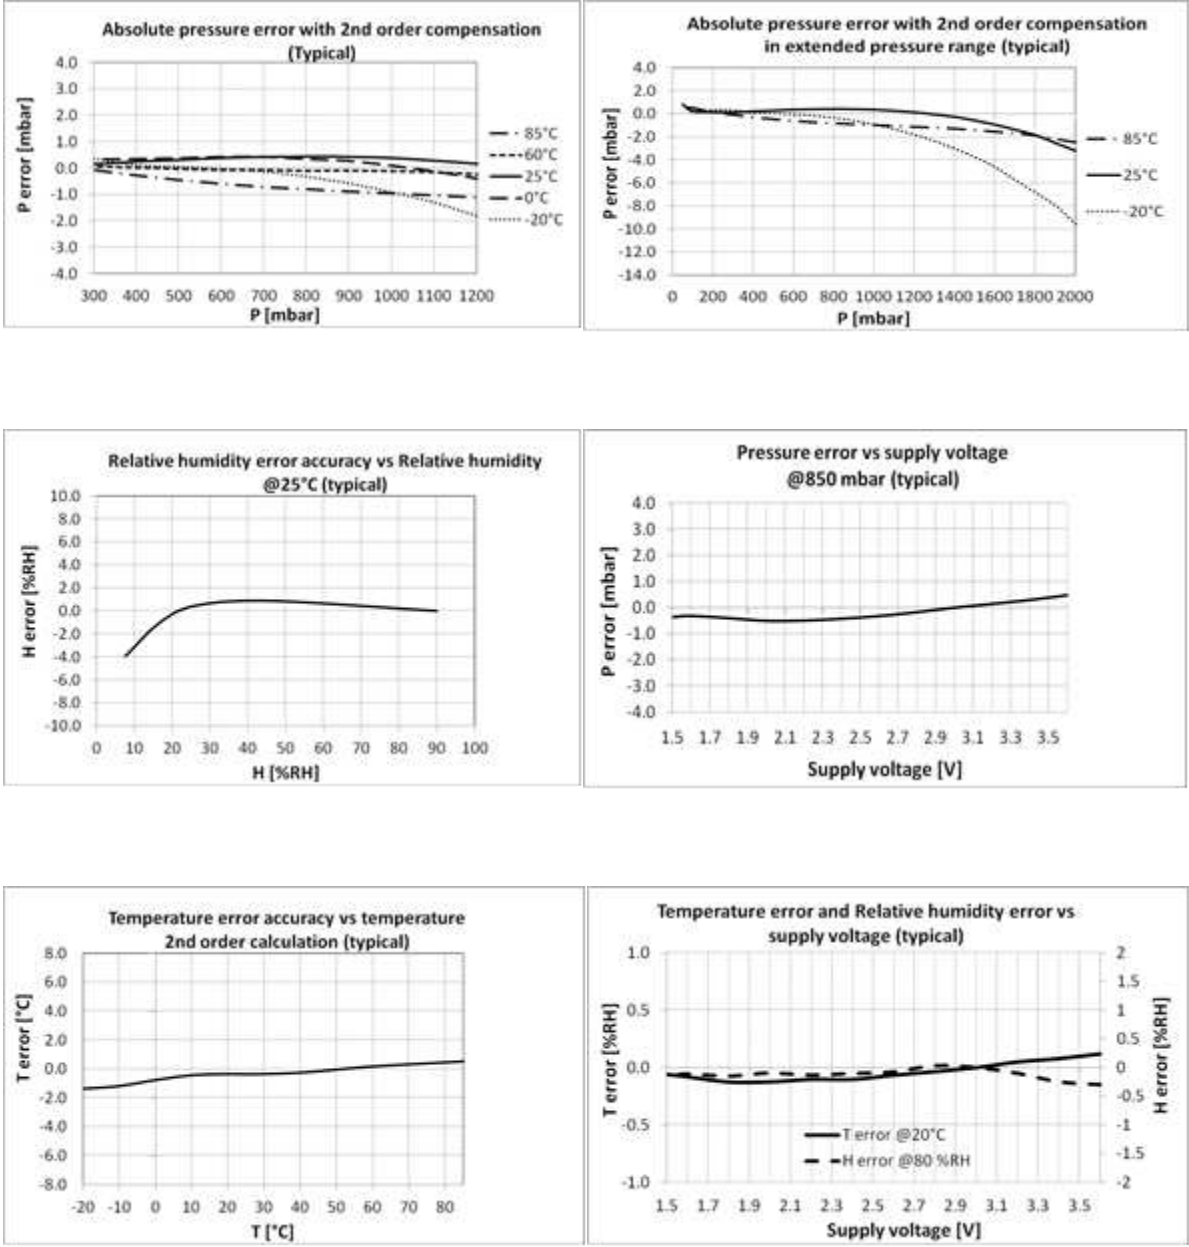 Absolute pressure error with 2nd order compensation
(Typical)
4.0
3.0
2.0
1.0
0.0
-1.0
-2.0
-3.0
-4.0
P error [mbar]
300 400 500 600 700 800 900 1000 1100 1200
P [mbar]
85°C
60°C
25°C
0°C
-20°C
Absolute pressure error with 2nd order compensation
in extended pressure range (typical)
4.0
2.0
0.0
-2.0
-4.0
-6.0
-8.0
-10.0
-12.0
-14.0
P error [mbar]
0 200 400 600 800 1000 1200 1400 1600 1800 2000
P [mbar]
85°C
25°C
-20°C
Relative humidity error accuracy vs Relative humidity
@25°C (typical)
10.0
8.0
6.0
4.0
2.0
0.0
-2.0
-4.0
-6.0
-8.0
-10.0
H error [%RH]
0 10 20 30 40 50 60 70 80 90 100
H [%RH]
Pressure error vs supply voltage
@850 mbar (typical)
4.0
3.0
2.0
1.0
0.0
-1.0
-2.0
-3.0
-4.0
P error [mbar]
1.5 1.7 1.9 2.1 2.3 2.5 2.7 2.9 3.1 3.3 3.5
Supply voltage [V]
Temperature error accuracy vs temperature
2nd order calculation (typical)
8.0
6.0
4.0
2.0
0.0
-2.0
-4.0
-6.0
-8.0
T error [°C]
-20 -10 0 10 20 30 40 50 60 70 80
T [°C]
Temperature error and Relative humidity error vs
supply voltage (typical)
1.0
0.5
0.0
-0.5
-1.0
T error [%RH]
2
1.5
1
0.5
0
-0.5
-1
-1.5
-2
H error [%RH]
T error @20°C
H error @80 %RH
1.5 1.7 1.9 2.1 2.3 2.5 2.7 2.9 3.1 3.3 3.5
Supply voltage [V]